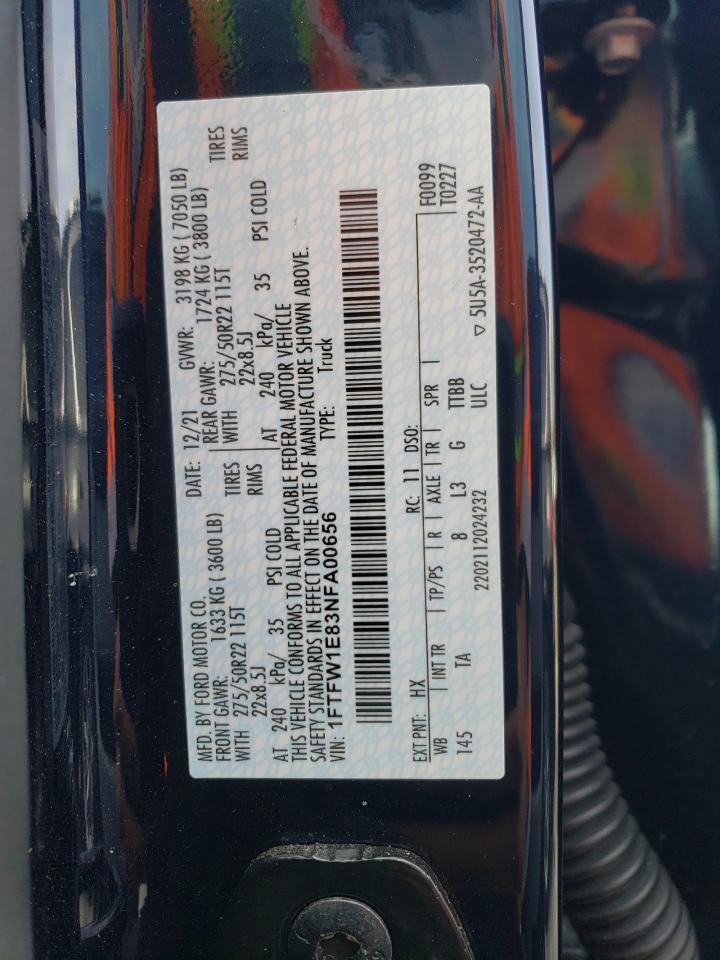 MFD. BY FORD MOTOR CO.
DATE: 12/21 GVWR: 3198 KG ( 7050 LB)
FRONT GAWR: 1633 KG ( 3600 LB) REAR GAWR: 1724 KG ( 3800 LB)
WITH 275/50R22 115T TIRES WITH 275/50R22 115T TIRES
22x8.5J RIMS 22x8.5J RIMS
AT 240 kPa/ 35 PSI COLD AT 240 kPa/ 35 PSI COLD
THIS VEHICLE CONFORMS TO ALL APPLICABLE FEDERAL MOTOR VEHICLE
SAFETY STANDARDS IN EFFECT ON THE DATE OF MANUFACTURE SHOWN ABOVE.
VIN: 1FTFW1E83NFA00656 TYPE: Truck
EXT PNT: HX RC: 11 DSO: F0099
WB INT TR TP/PS R AXLE TR SPR T0227
145 TA 8 L3 G TTBB
2202112024232 ULC ▽ 5U5A-3520472-AA